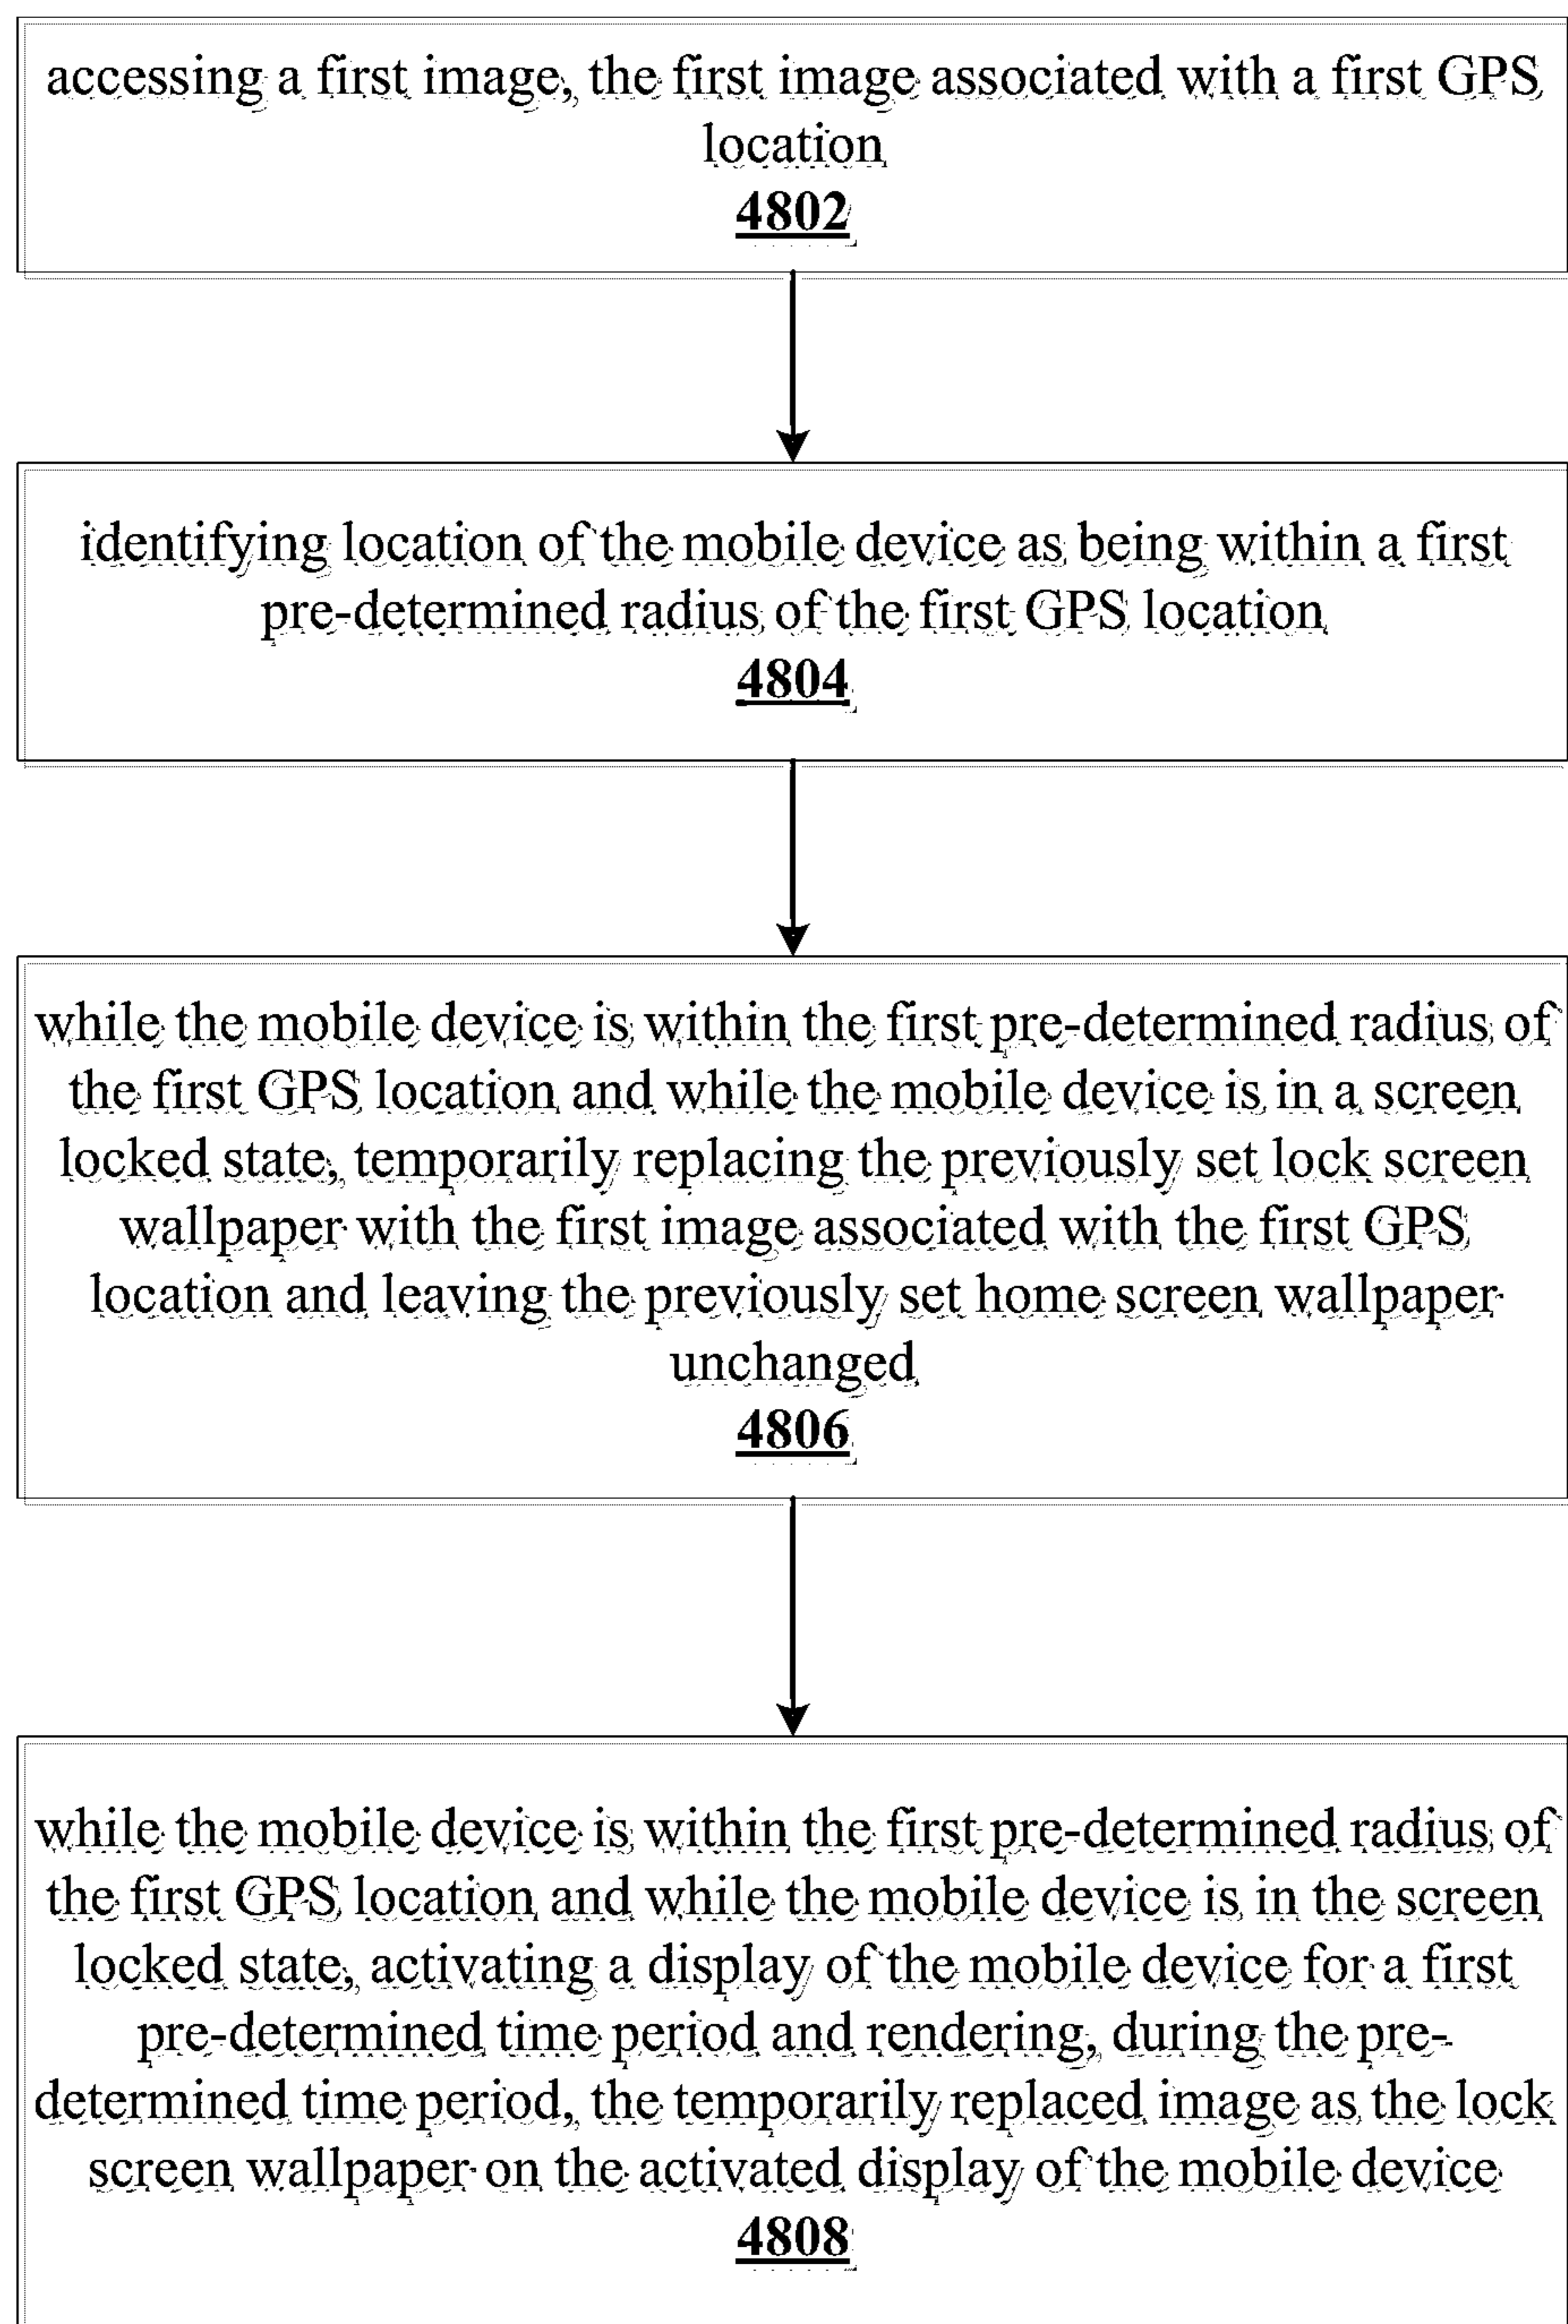 accessing a first image, the first image associated with a first GPS
location
4802
identifying location of the mobile device as being within a first
pre-determined radius of the first GPS location
4804
while the mobile device is within the first pre-determined radius of
the first GPS location and while the mobile device is in a screen
locked state, temporarily replacing the previously set lock screen
wallpaper with the first image associated with the first GPS
location and leaving the previously set home screen wallpaper
unchanged
4806
while the mobile device is within the first pre-determined radius of
the first GPS location and while the mobile device is in the screen
locked state, activating a display of the mobile device for a first
pre-determined time period and rendering, during the pre-
determined time period, the temporarily replaced image as the lock
screen wallpaper on the activated display of the mobile device
4808